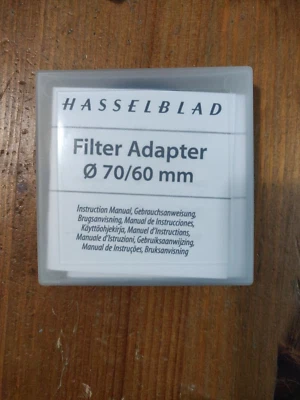 HASSELBLAD
Filter Adapter
Ø 70/60 mm
Instruction Manual, Gebrauchsanweisung,
Brugsanvisning, Manual de Instrucciones,
Käyttöohjekirja, Manuel d'Instructions,
Manuale d'Istruzioni, Gebruiksaanwijzing,
Manual de Instruções, Bruksanvisning